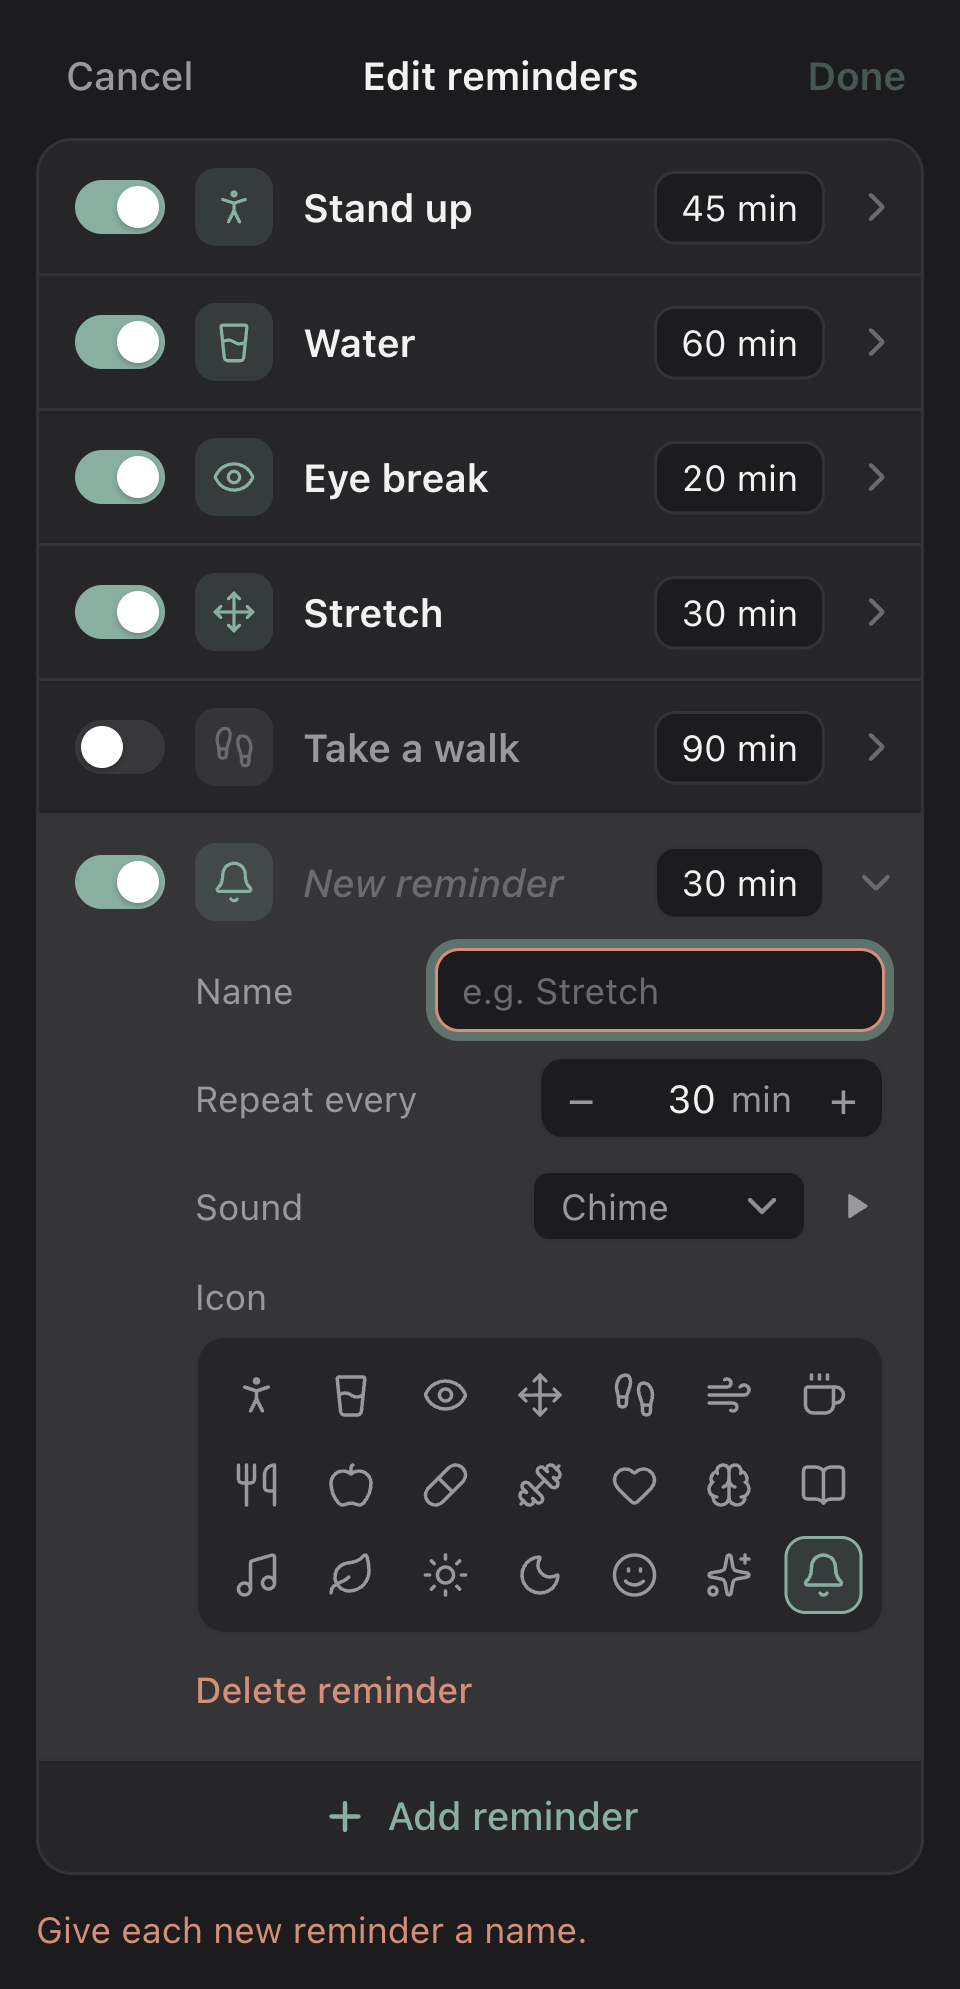 Cancel Edit reminders Done
Stand up 45 min
Water 60 min
Eye break 20 min
Stretch 30 min
Take a walk 90 min
New reminder 30 min
Name e.g. Stretch
Repeat every − 30 min +
Sound Chime
Icon
Delete reminder
+ Add reminder
Give each new reminder a name.